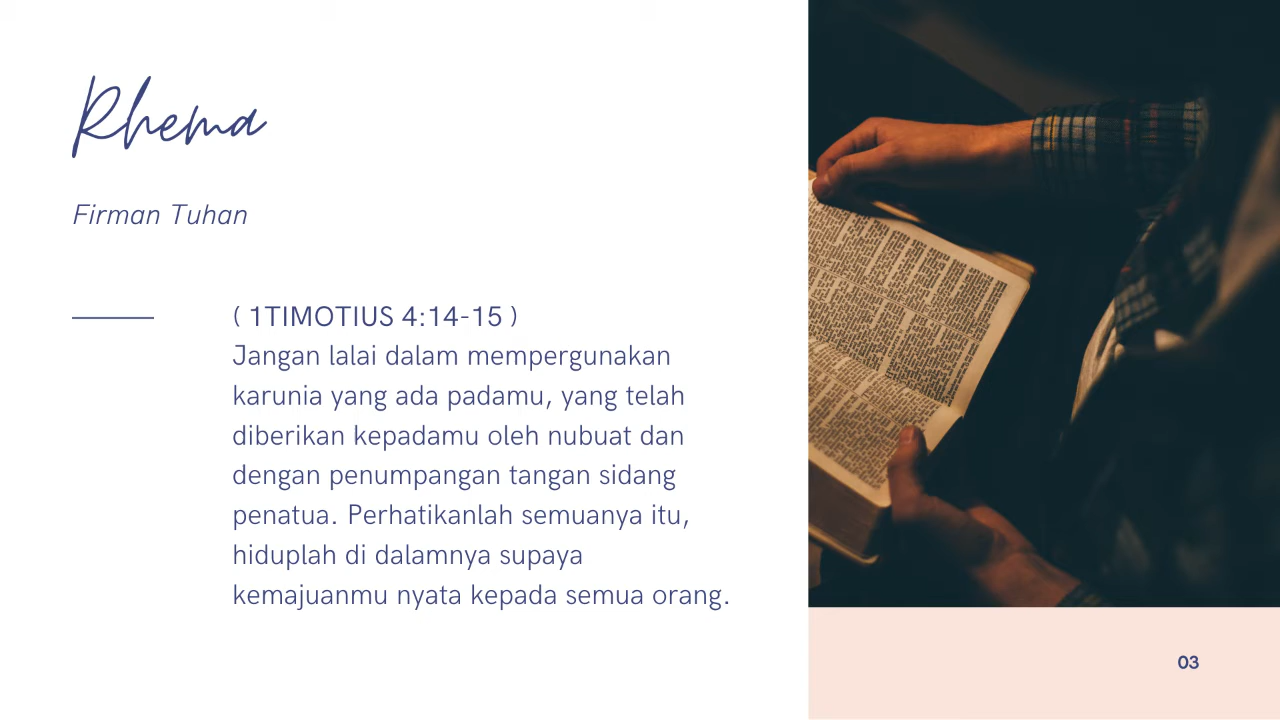 Rhema
Firman Tuhan
( 1TIMOTIUS 4:14-15 )
Jangan lalai dalam mempergunakan
karunia yang ada padamu, yang telah
diberikan kepadamu oleh nubuat dan
dengan penumpangan tangan sidang
penatua. Perhatikanlah semuanya itu,
hiduplah di dalamnya supaya
kemajuanmu nyata kepada semua orang.
03